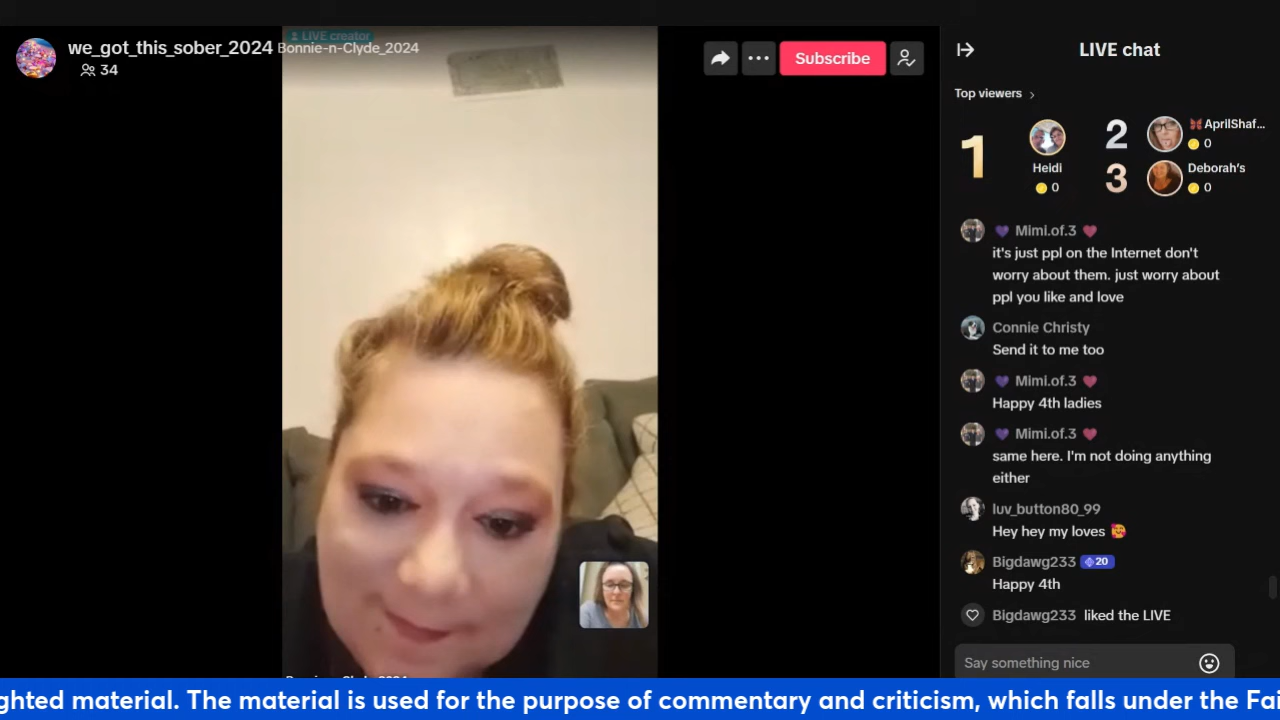 LIVE creator
we_got_this_sober_2024 Bonnie-n-Clyde_2024
34
Subscribe
LIVE chat
Top viewers >
1
Heidi
0
2
AprilShaf...
0
3
Deborah's
0
Mimi.of.3
it's just ppl on the Internet don't
worry about them. just worry about
ppl you like and love
Connie Christy
Send it to me too
Mimi.of.3
Happy 4th ladies
Mimi.of.3
same here. I'm not doing anything
either
luv_button80_99
Hey hey my loves
Bigdawg233 20
Happy 4th
Bigdawg233 liked the LIVE
Say something nice
ghted material. The material is used for the purpose of commentary and criticism, which falls under the Fai